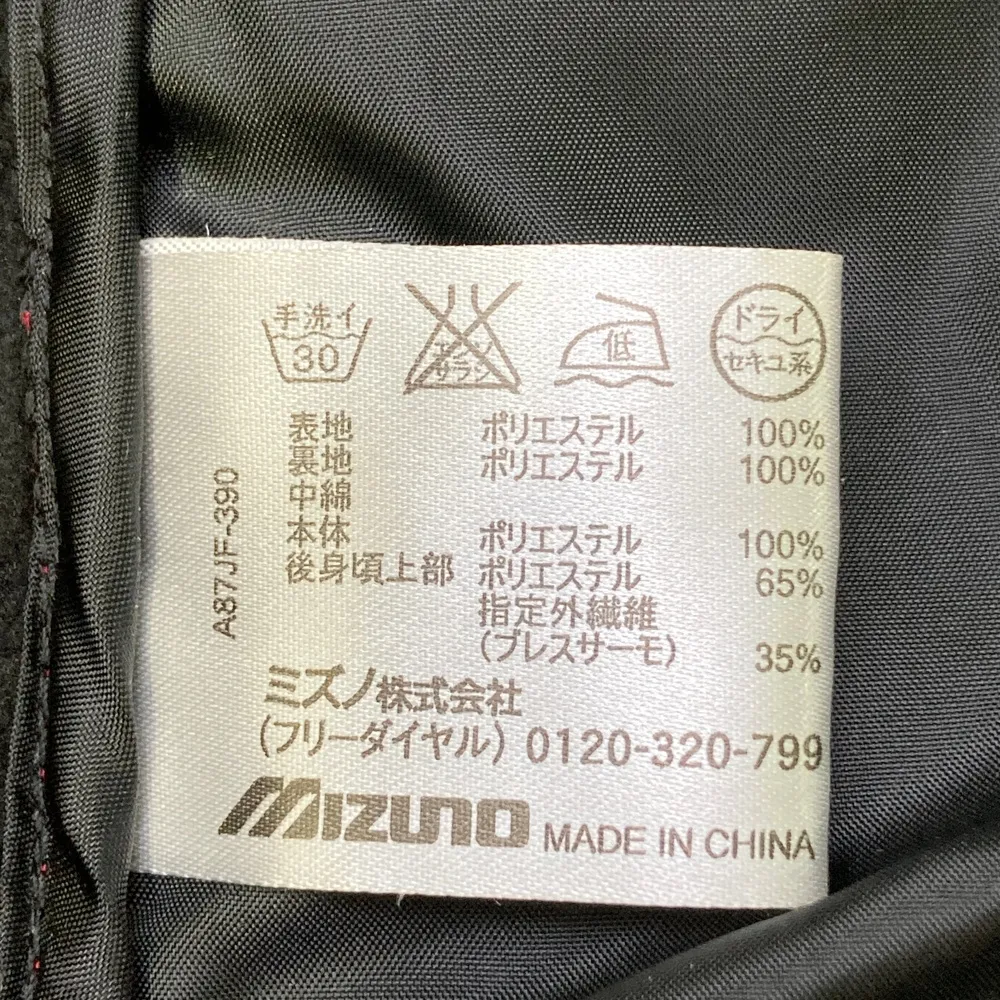 手洗イ
30
エンソ
サラシ
低
ドライ
セキユ系
表地 ポリエステル 100%
裏地 ポリエステル 100%
中綿
本体 ポリエステル 100%
後身頃上部 ポリエステル 65%
指定外繊維
(ブレスサーモ) 35%
ミズノ株式会社
(フリーダイヤル) 0120-320-799
MIZUNO MADE IN CHINA
A87JF-390